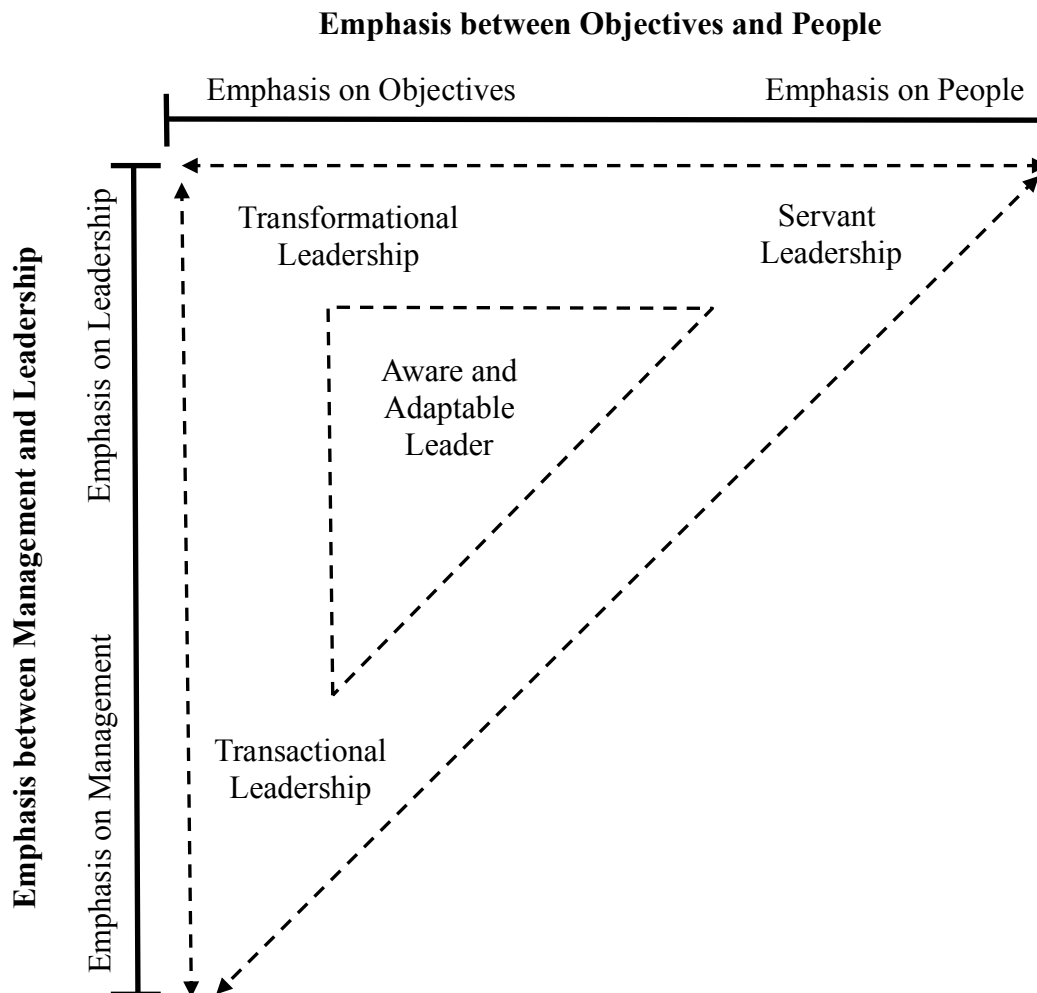 Emphasis between Objectives and People
Emphasis on Objectives
Emphasis on People
Emphasis between Management and Leadership
Emphasis on Leadership
Emphasis on Management
Transformational
Leadership
Servant
Leadership
Aware and
Adaptable
Leader
Transactional
Leadership